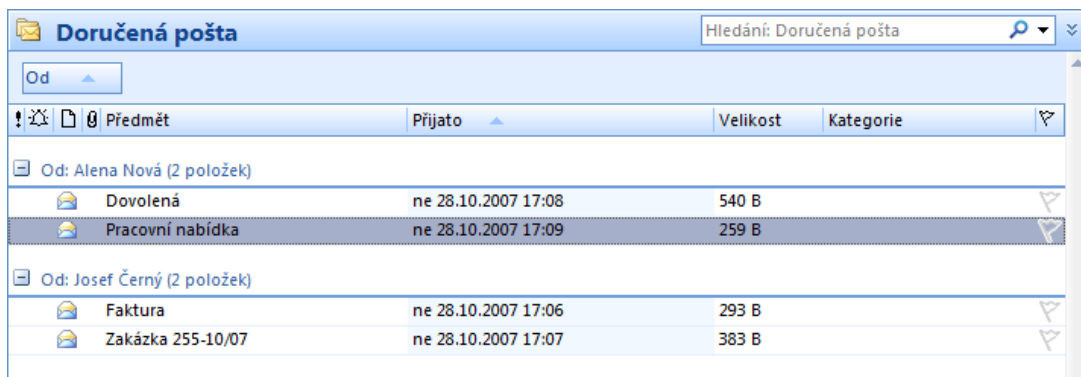 Doručená pošta Hledání: Doručená pošta
Od
! Předmět Přijato Velikost Kategorie
Od: Alena Nová (2 položek)
Dovolená ne 28.10.2007 17:08 540 B
Pracovní nabídka ne 28.10.2007 17:09 259 B
Od: Josef Černý (2 položek)
Faktura ne 28.10.2007 17:06 293 B
Zakázka 255-10/07 ne 28.10.2007 17:07 383 B